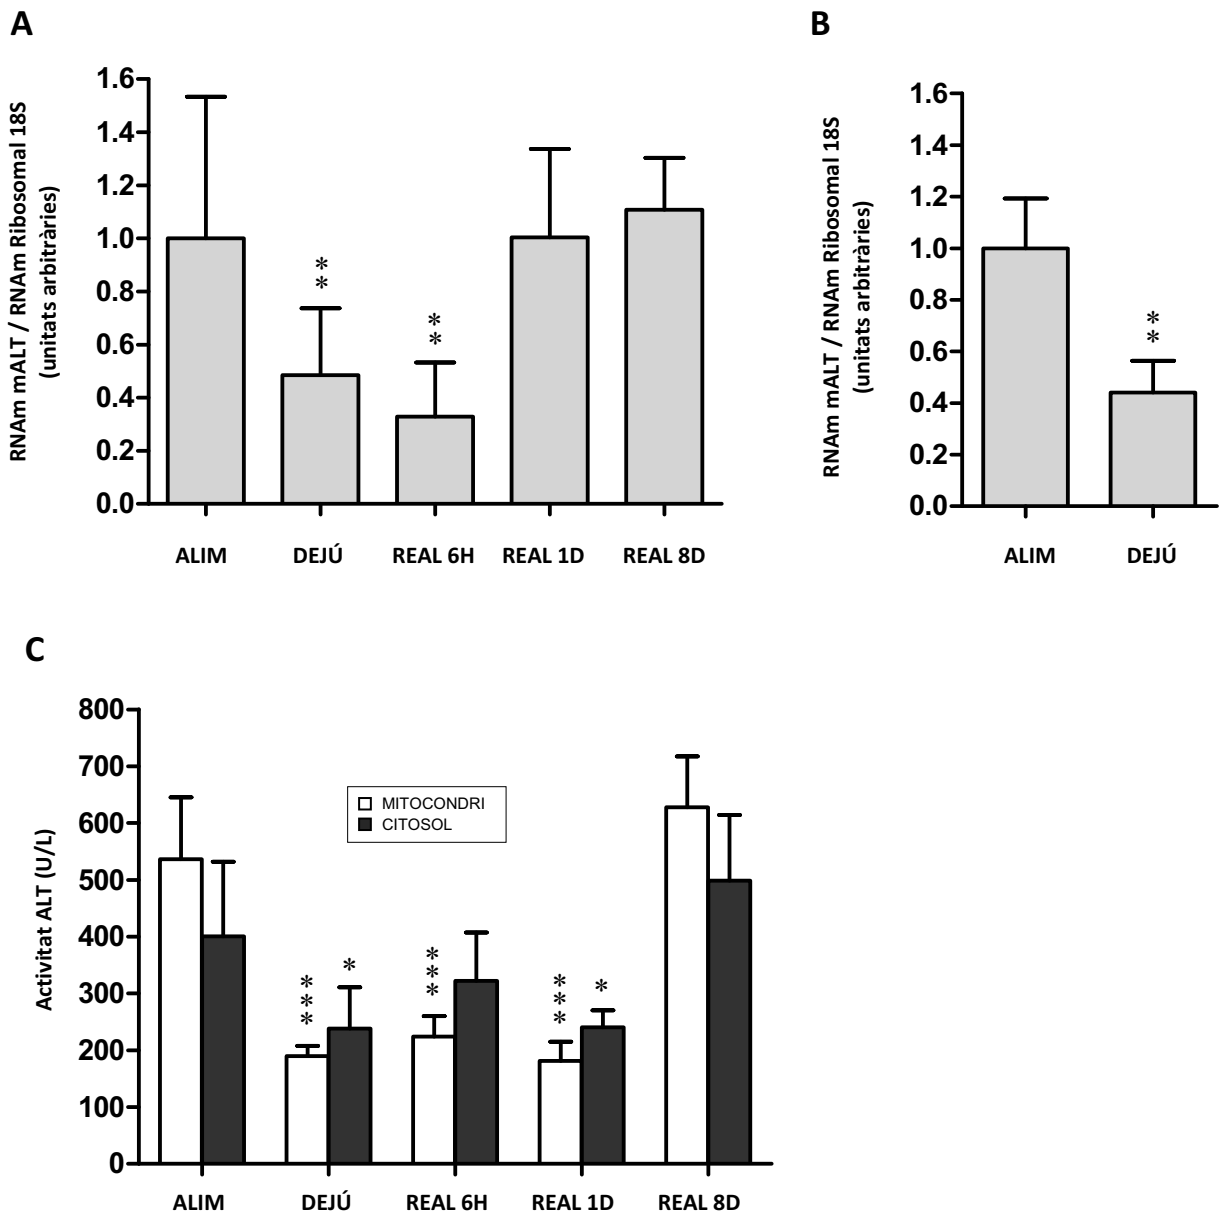 A
RNAm mALT / RNAm Ribosomal 18S
(unitats arbitràries)
1.6
1.4
1.2
1.0
0.8
0.6
0.4
0.2
0.0
**
**
ALIM DEJÚ REAL 6H REAL 1D REAL 8D
B
RNAm mALT / RNAm Ribosomal 18S
(unitats arbitràries)
1.6
1.4
1.2
1.0
0.8
0.6
0.4
0.2
0.0
**
ALIM DEJÚ
C
Activitat ALT (U/L)
800
700
600
500
400
300
200
100
0
MITOCONDRI
CITOSOL
***
*
***
***
*
ALIM DEJÚ REAL 6H REAL 1D REAL 8D